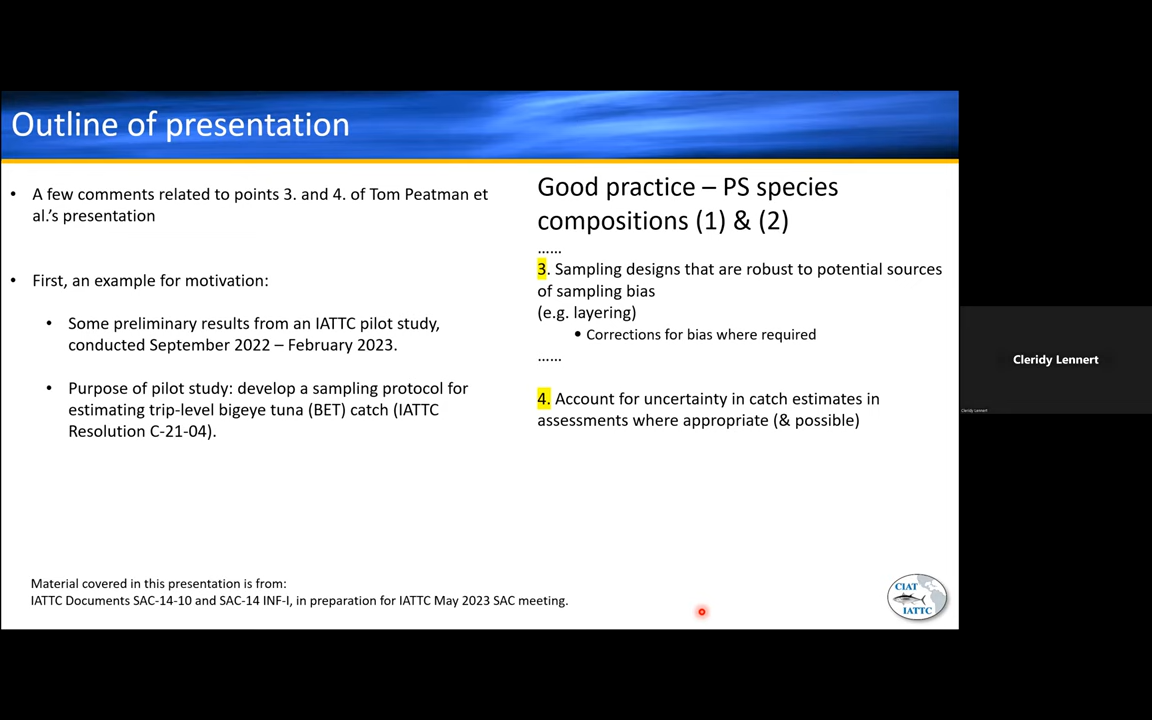 Outline of presentation
• A few comments related to points 3. and 4. of Tom Peatman et
al.’s presentation
• First, an example for motivation:
• Some preliminary results from an IATTC pilot study,
conducted September 2022 – February 2023.
• Purpose of pilot study: develop a sampling protocol for
estimating trip-level bigeye tuna (BET) catch (IATTC
Resolution C-21-04).
Good practice – PS species
compositions (1) & (2)
……
3. Sampling designs that are robust to potential sources
of sampling bias
(e.g. layering)
• Corrections for bias where required
……
4. Account for uncertainty in catch estimates in
assessments where appropriate (& possible)
Material covered in this presentation is from:
IATTC Documents SAC-14-10 and SAC-14 INF-I, in preparation for IATTC May 2023 SAC meeting.
CIAT
IATTC
Cleridy Lennert
Cleridy Lennert